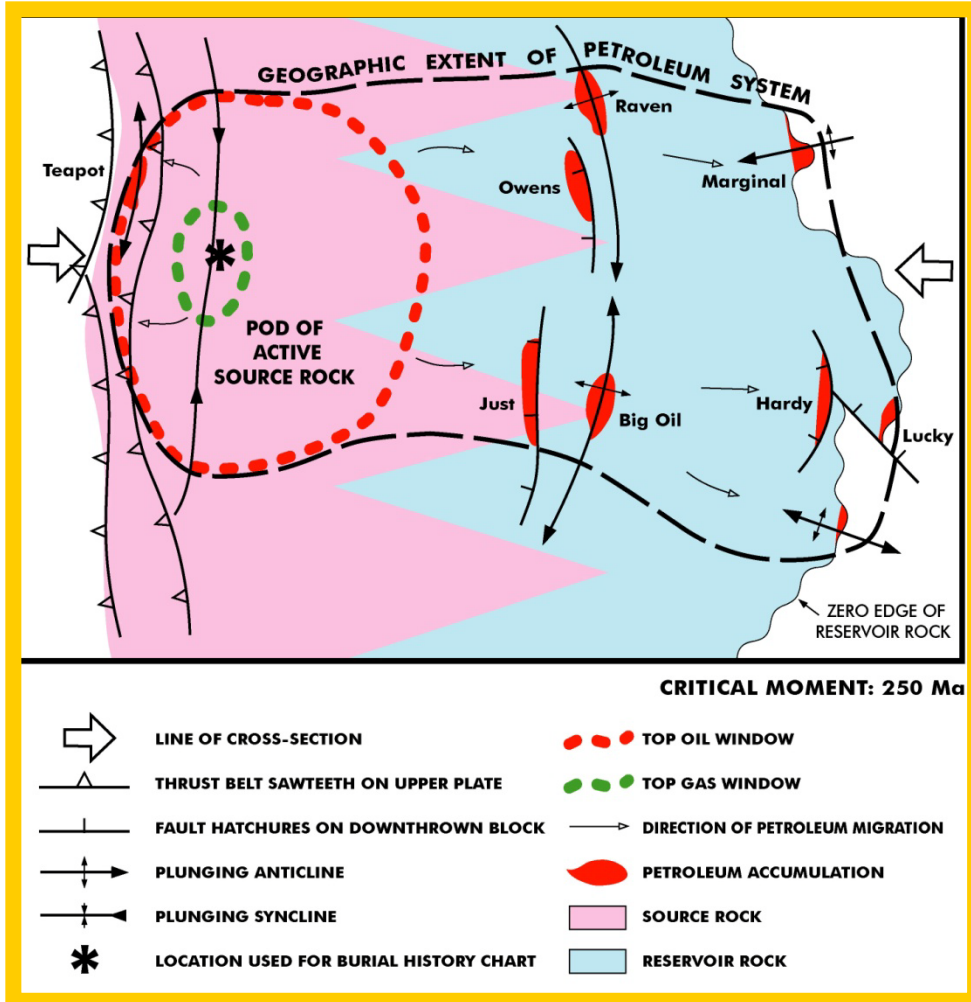 GEOGRAPHIC EXTENT OF PETROLEUM SYSTEM
Raven
Teapot
Owens
Marginal
POD OF
ACTIVE
SOURCE ROCK
Just
Big Oil
Hardy
Lucky
ZERO EDGE OF
RESERVOIR ROCK
CRITICAL MOMENT: 250 Ma
LINE OF CROSS-SECTION
TOP OIL WINDOW
THRUST BELT SAWTEETH ON UPPER PLATE
TOP GAS WINDOW
FAULT HATCHURES ON DOWNTHROWN BLOCK
DIRECTION OF PETROLEUM MIGRATION
PLUNGING ANTICLINE
PETROLEUM ACCUMULATION
PLUNGING SYNCLINE
SOURCE ROCK
LOCATION USED FOR BURIAL HISTORY CHART
RESERVOIR ROCK